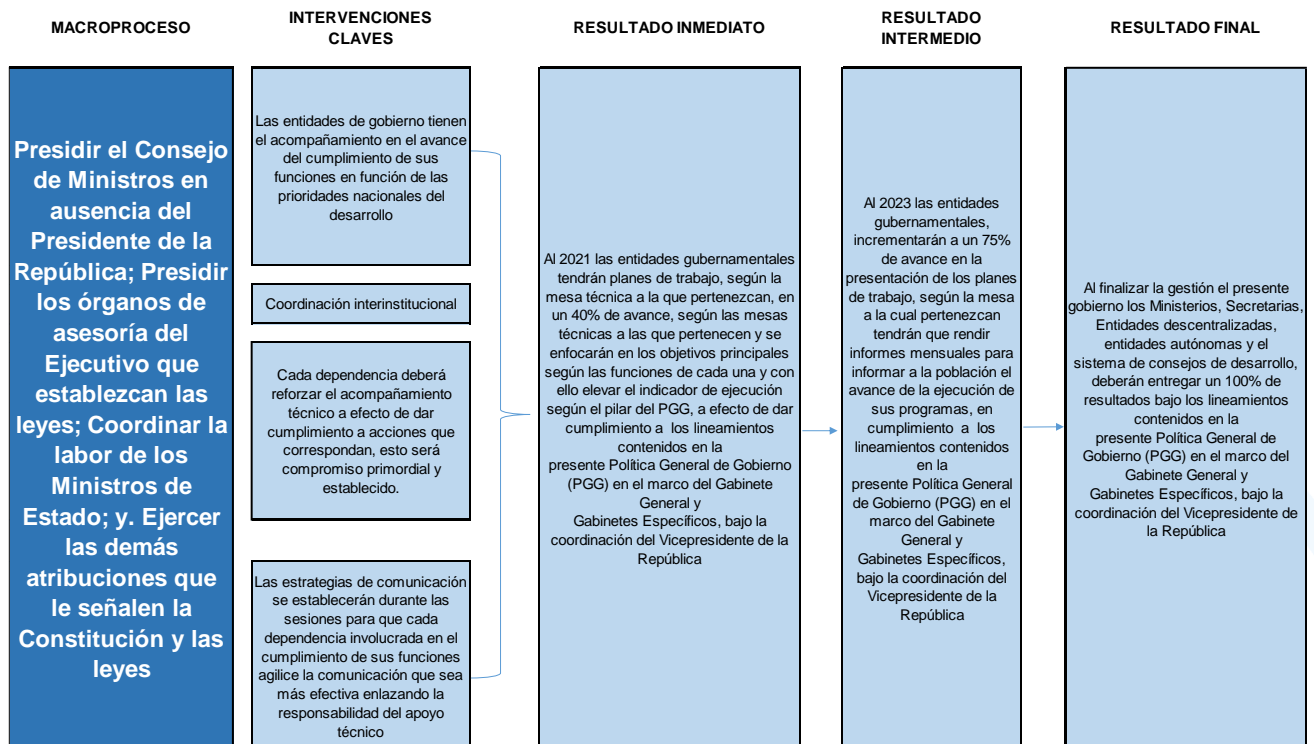 MACROPROCESO
INTERVENCIONES
CLAVES
RESULTADO INMEDIATO
RESULTADO
INTERMEDIO
RESULTADO FINAL
Presidir el Consejo
de Ministros en
ausencia del
Presidente de la
República; Presidir
los órganos de
asesoría del
Ejecutivo que
establezcan las
leyes; Coordinar la
labor de los
Ministros de
Estado; y. Ejercer
las demás
atribuciones que
le señalen la
Constitución y las
leyes
Las entidades de gobierno tienen
el acompañamiento en el avance
del cumplimiento de sus
funciones en función de las
prioridades nacionales del
desarrollo
Coordinación interinstitucional
Cada dependencia deberá
reforzar el acompañamiento
técnico a efecto de dar
cumplimiento a acciones que
correspondan, esto será
compromiso primordial y
establecido.
Las estrategias de comunicación
se establecerán durante las
sesiones para que cada
dependencia involucrada en el
cumplimiento de sus funciones
agilice la comunicación que sea
más efectiva enlazando la
responsabilidad del apoyo
técnico
Al 2021 las entidades gubernamentales
tendrán planes de trabajo, según la
mesa técnica a la que pertenezcan, en
un 40% de avance, según las mesas
técnicas a las que pertenecen y se
enfocarán en los objetivos principales
según las funciones de cada una y con
ello elevar el indicador de ejecución
según el pilar del PGG, a efecto de dar
cumplimiento a los lineamientos
contenidos en la
presente Política General de Gobierno
(PGG) en el marco del Gabinete
General y
Gabinetes Específicos, bajo la
coordinación del Vicepresidente de la
República
Al 2023 las entidades
gubernamentales,
incrementarán a un 75%
de avance en la
presentación de los planes
de trabajo, según la mesa
a la cual pertenezcan
tendrán que rendir
informes mensuales para
informar a la población el
avance de la ejecución de
sus programas, en
cumplimiento a los
lineamientos contenidos
en la
presente Política General
de Gobierno (PGG) en el
marco del Gabinete
General y
Gabinetes Específicos,
bajo la coordinación del
Vicepresidente de la
República
Al finalizar la gestión el presente
gobierno los Ministerios, Secretarias,
Entidades descentralizadas,
entidades autónomas y el
sistema de consejos de desarrollo,
deberán entregar un 100% de
resultados bajo los lineamientos
contenidos en la
presente Política General de
Gobierno (PGG) en el marco del
Gabinete General y
Gabinetes Específicos, bajo la
coordinación del Vicepresidente de
la República